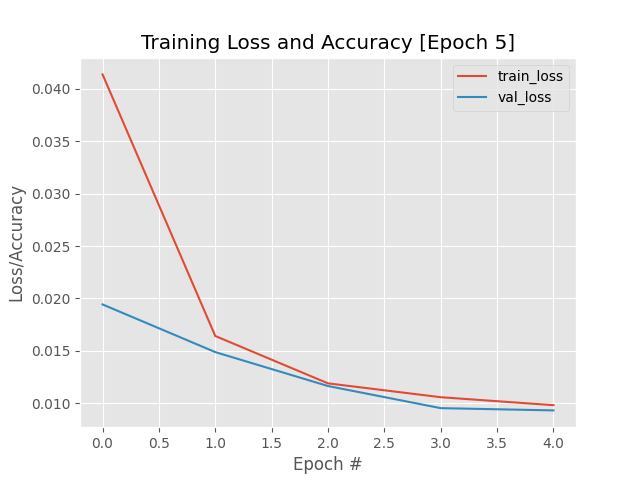 Training Loss and Accuracy [Epoch 5]
train_loss
val_loss
Loss/Accuracy
0.040
0.035
0.030
0.025
0.020
0.015
0.010
0.0 0.5 1.0 1.5 2.0 2.5 3.0 3.5 4.0
Epoch #